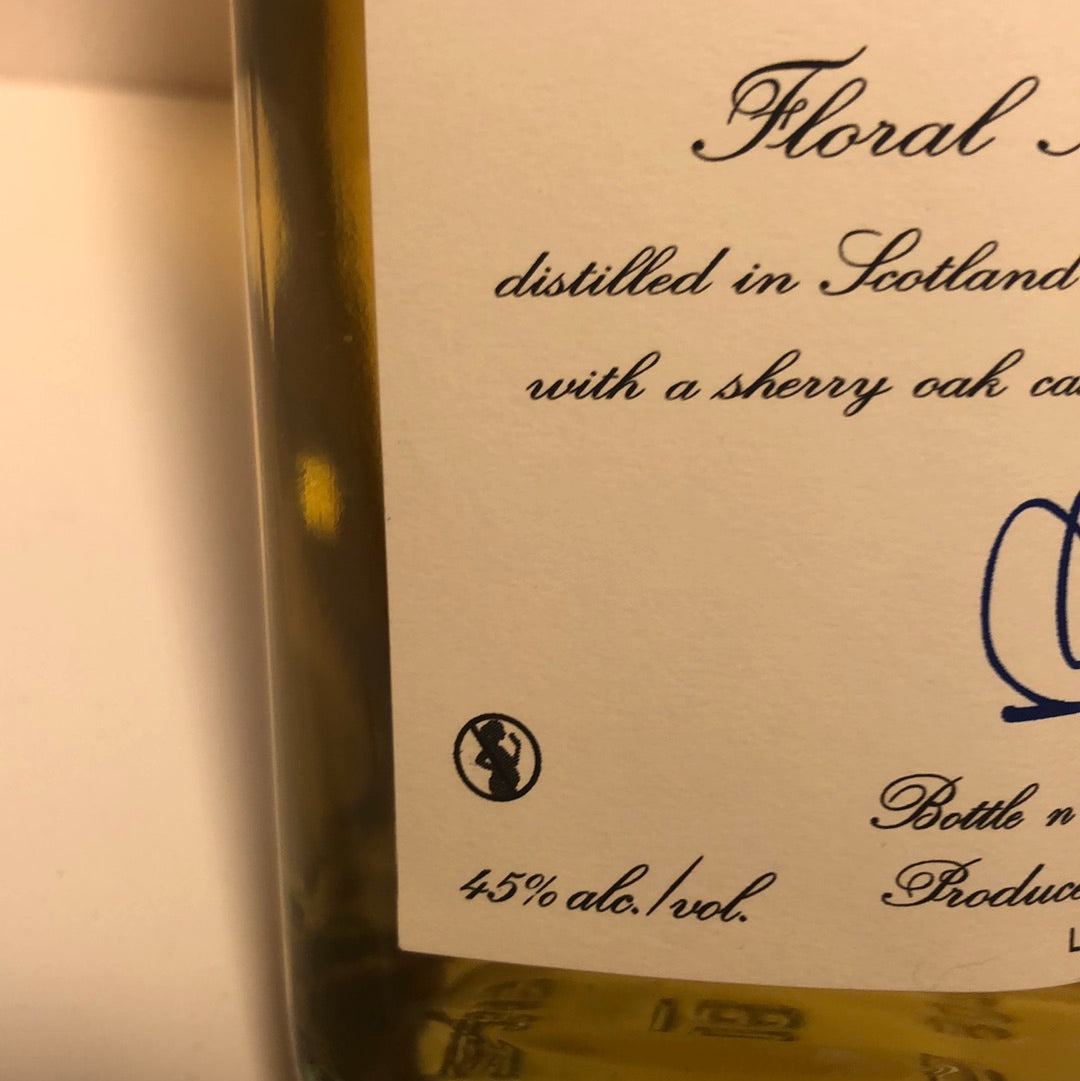 Floral
distilled in Scotland
with a sherry oak
Bottle
45% alc./vol.